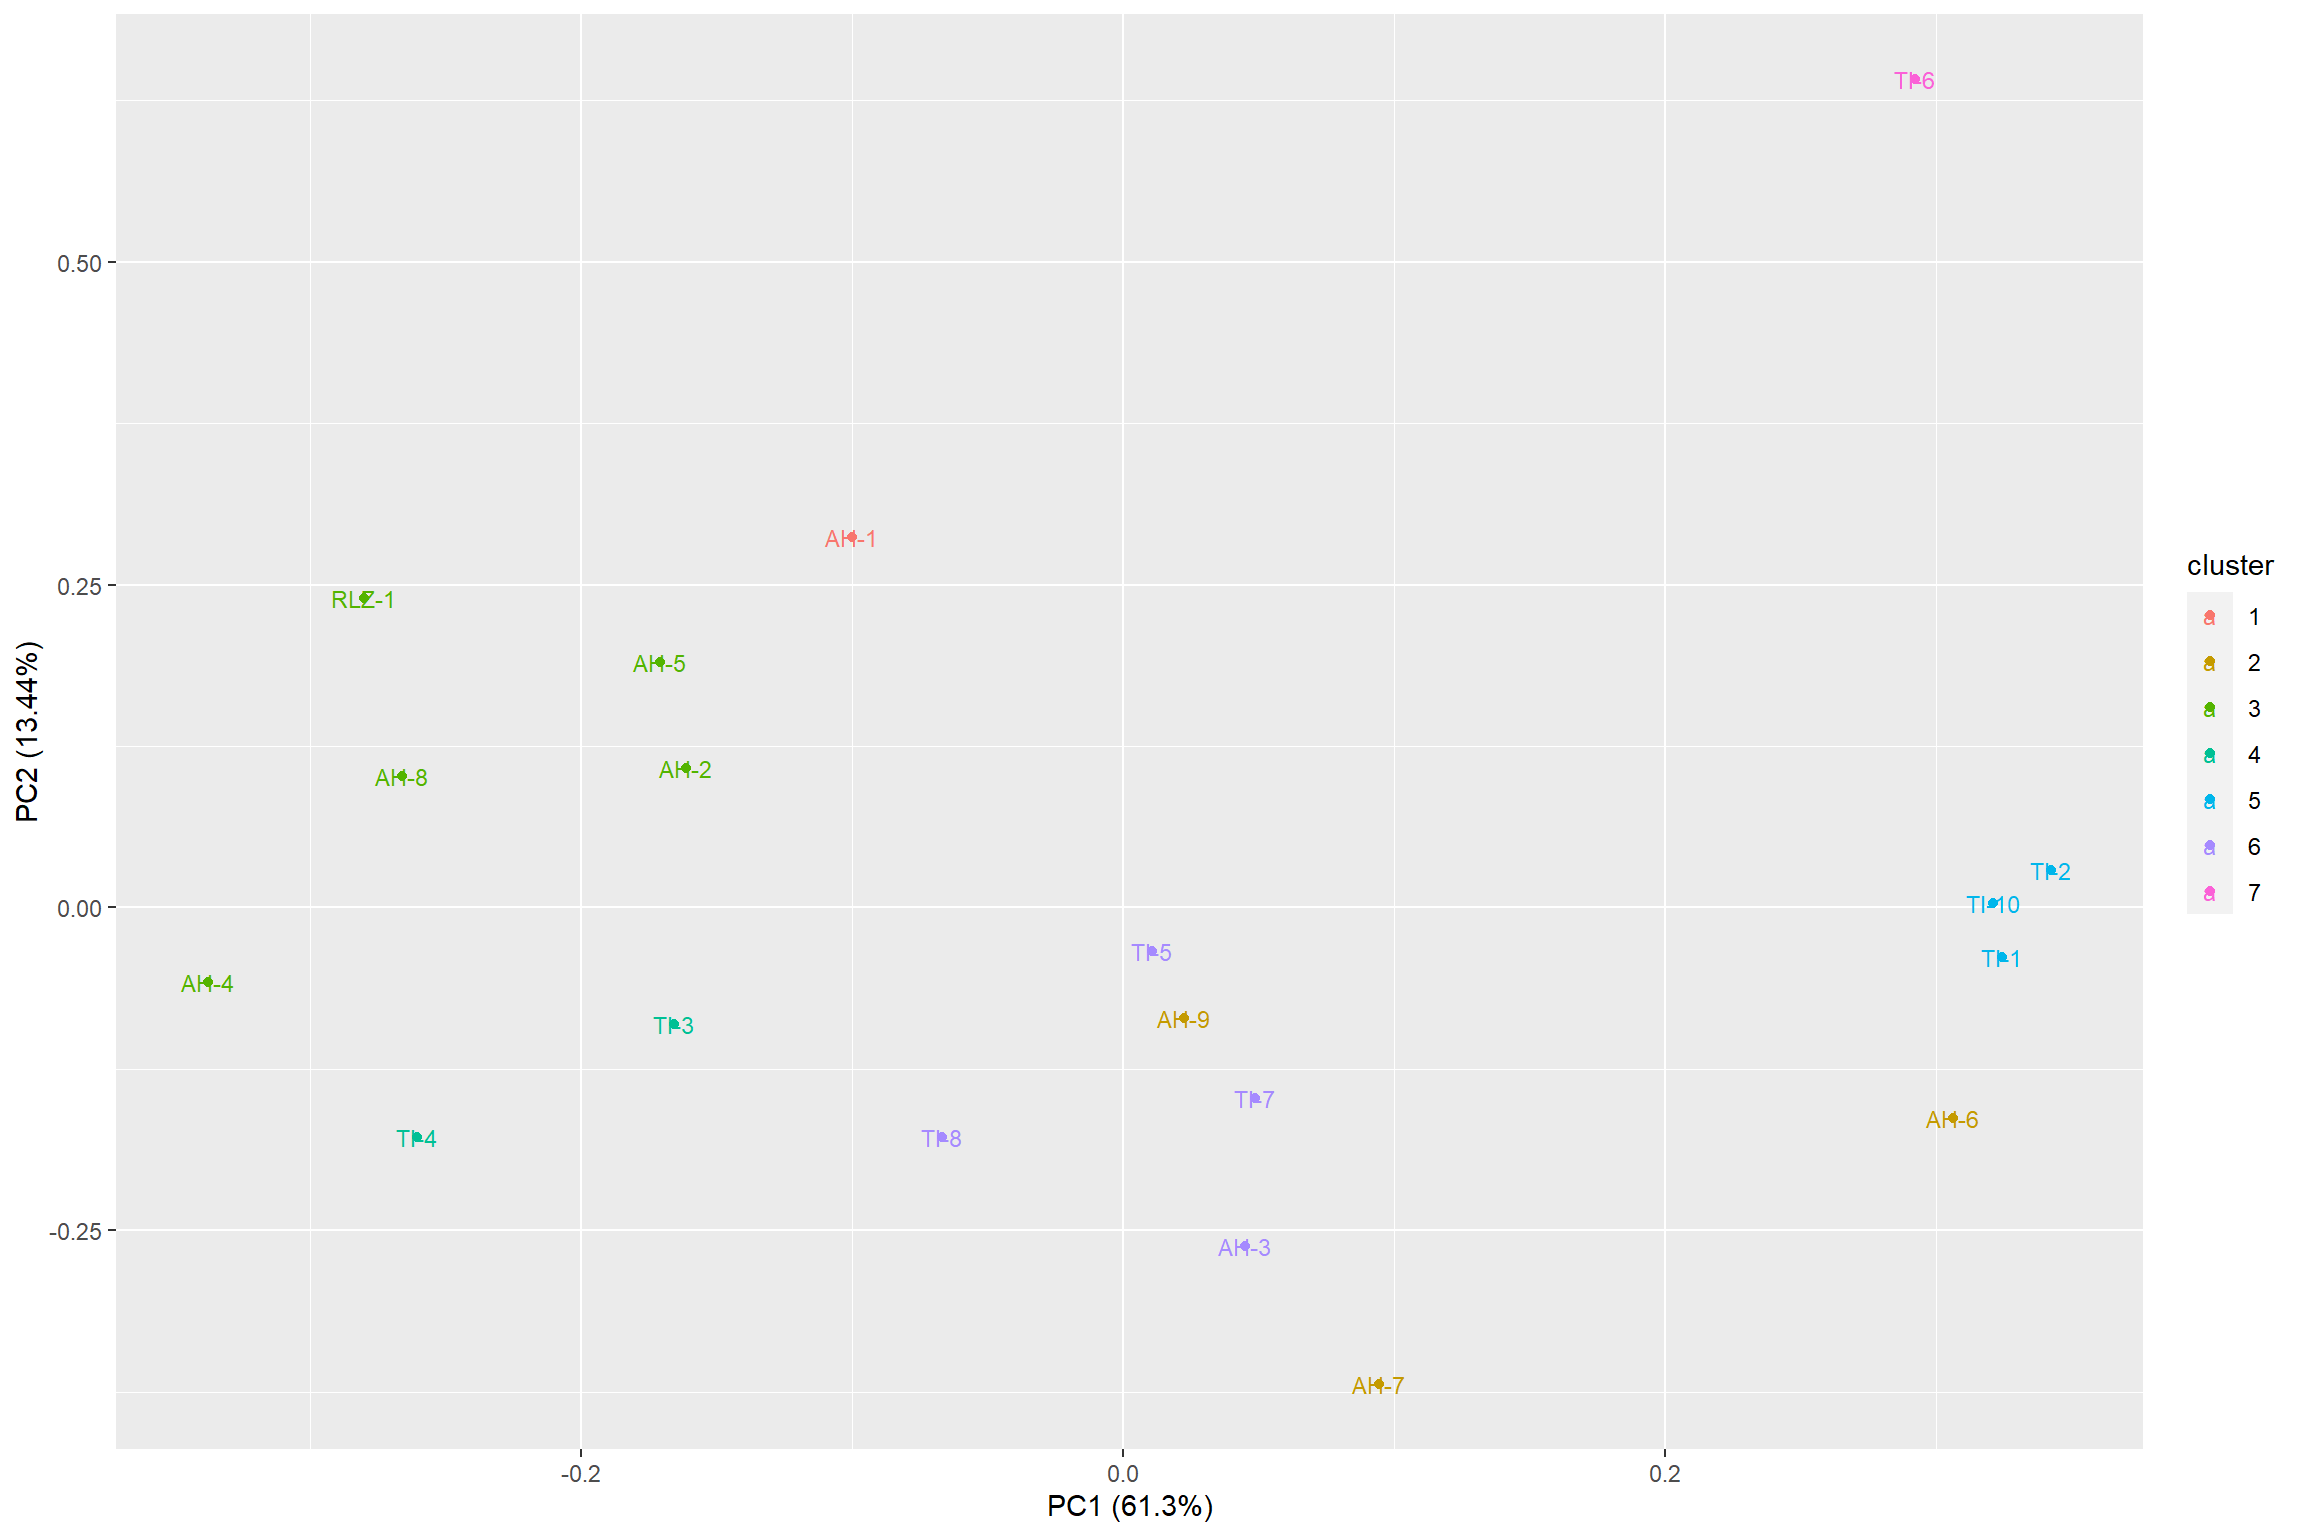 TI-6
0.50
AH-1
0.25
RLZ-1
AH-5
AH-8
AH-2
TI-2
0.00
TI-10
TI-5
TI-1
AH-4
AH-9
TI-3
TI-7
AH-6
TI-4
TI-8
-0.25
AH-3
AH-7
-0.2
0.0
0.2
PC1 (61.3%)
PC2 (13.44%)
cluster
a 1
a 2
a 3
a 4
a 5
a 6
a 7